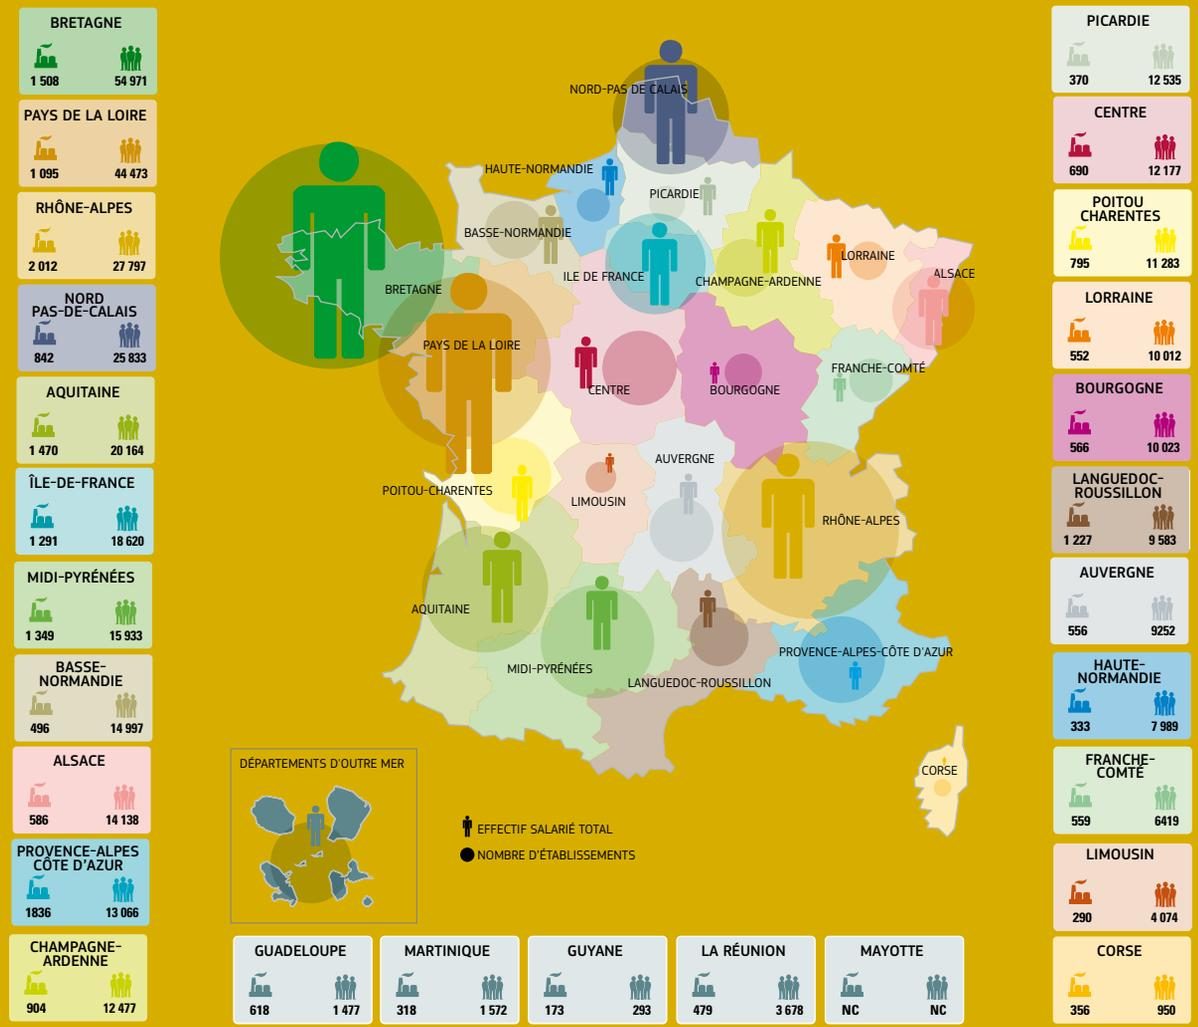 BRETAGNE
1 508 54 971
PAYS DE LA LOIRE
1 095 44 473
RHÔNE-ALPES
2 012 27 797
NORD
PAS-DE-CALAIS
842 25 833
AQUITAINE
1 470 20 164
ÎLE-DE-FRANCE
1 291 18 620
MIDI-PYRÉNÉES
1 349 15 933
BASSE-
NORMANDIE
496 14 997
ALSACE
586 14 138
PROVENCE-ALPES
CÔTE D'AZUR
1836 13 066
CHAMPAGNE-
ARDENNE
904 12 477
NORD-PAS DE CALAIS
HAUTE-NORMANDIE
PICARDIE
BASSE-NORMANDIE
ILE DE FRANCE
CHAMPAGNE-ARDENNE
LORRAINE
ALSACE
BRETAGNE
PAYS DE LA LOIRE
CENTRE
BOURGOGNE
FRANCHE-COMTÉ
POITOU-CHARENTES
LIMOUSIN
AUVERGNE
RHÔNE-ALPES
AQUITAINE
MIDI-PYRÉNÉES
LANGUEDOC-ROUSSILLON
PROVENCE-ALPES-CÔTE D'AZUR
CORSE
DÉPARTEMENTS D'OUTRE MER
EFFECTIF SALARIÉ TOTAL
NOMBRE D'ÉTABLISSEMENTS
GUADELOUPE
618 1 477
MARTINIQUE
318 1 572
GUYANE
173 293
LA RÉUNION
479 3 678
MAYOTTE
NC NC
PICARDIE
370 12 535
CENTRE
690 12 177
POITOU
CHARENTES
795 11 283
LORRAINE
552 10 012
BOURGOGNE
566 10 023
LANGUEDOC-
ROUSSILLON
1 227 9 583
AUVERGNE
556 9252
HAUTE-
NORMANDIE
333 7 989
FRANCHE-
COMTÉ
559 6419
LIMOUSIN
290 4 074
CORSE
356 950